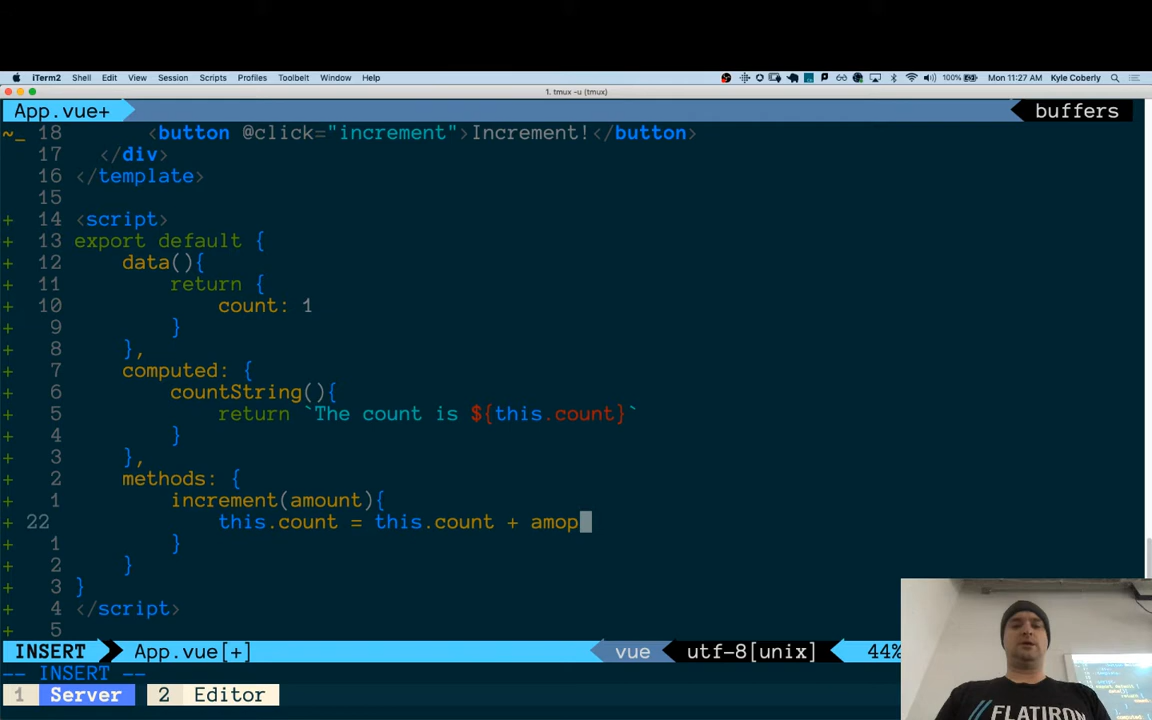 iTerm2 Shell Edit View Session Scripts Profiles Toolbelt Window Help 100% Mon 11:27 AM Kyle Coberly
1. tmux -u (tmux)
App.vue+ buffers
~_ 18 <button @click="increment">Increment!</button>
17 </div>
16 </template>
15
+ 14 <script>
+ 13 export default {
+ 12 data(){
+ 11 return {
+ 10 count: 1
+ 9 }
+ 8 },
+ 7 computed: {
+ 6 countString(){
+ 5 return `The count is ${this.count}`
+ 4 }
+ 3 },
+ 2 methods: {
+ 1 increment(amount){
+ 22 this.count = this.count + amop
+ 1 }
+ 2 }
+ 3 }
+ 4 </script>
+ 5
INSERT App.vue[+] vue utf-8[unix] 44%
-- INSERT --
1 Server 2 Editor
FLATIRON